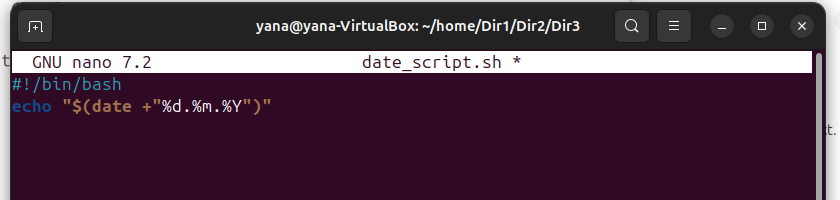 yana@yana-VirtualBox: ~/home/Dir1/Dir2/Dir3
GNU nano 7.2 date_script.sh *
#!/bin/bash
echo "$(date +"%d.%m.%Y")"